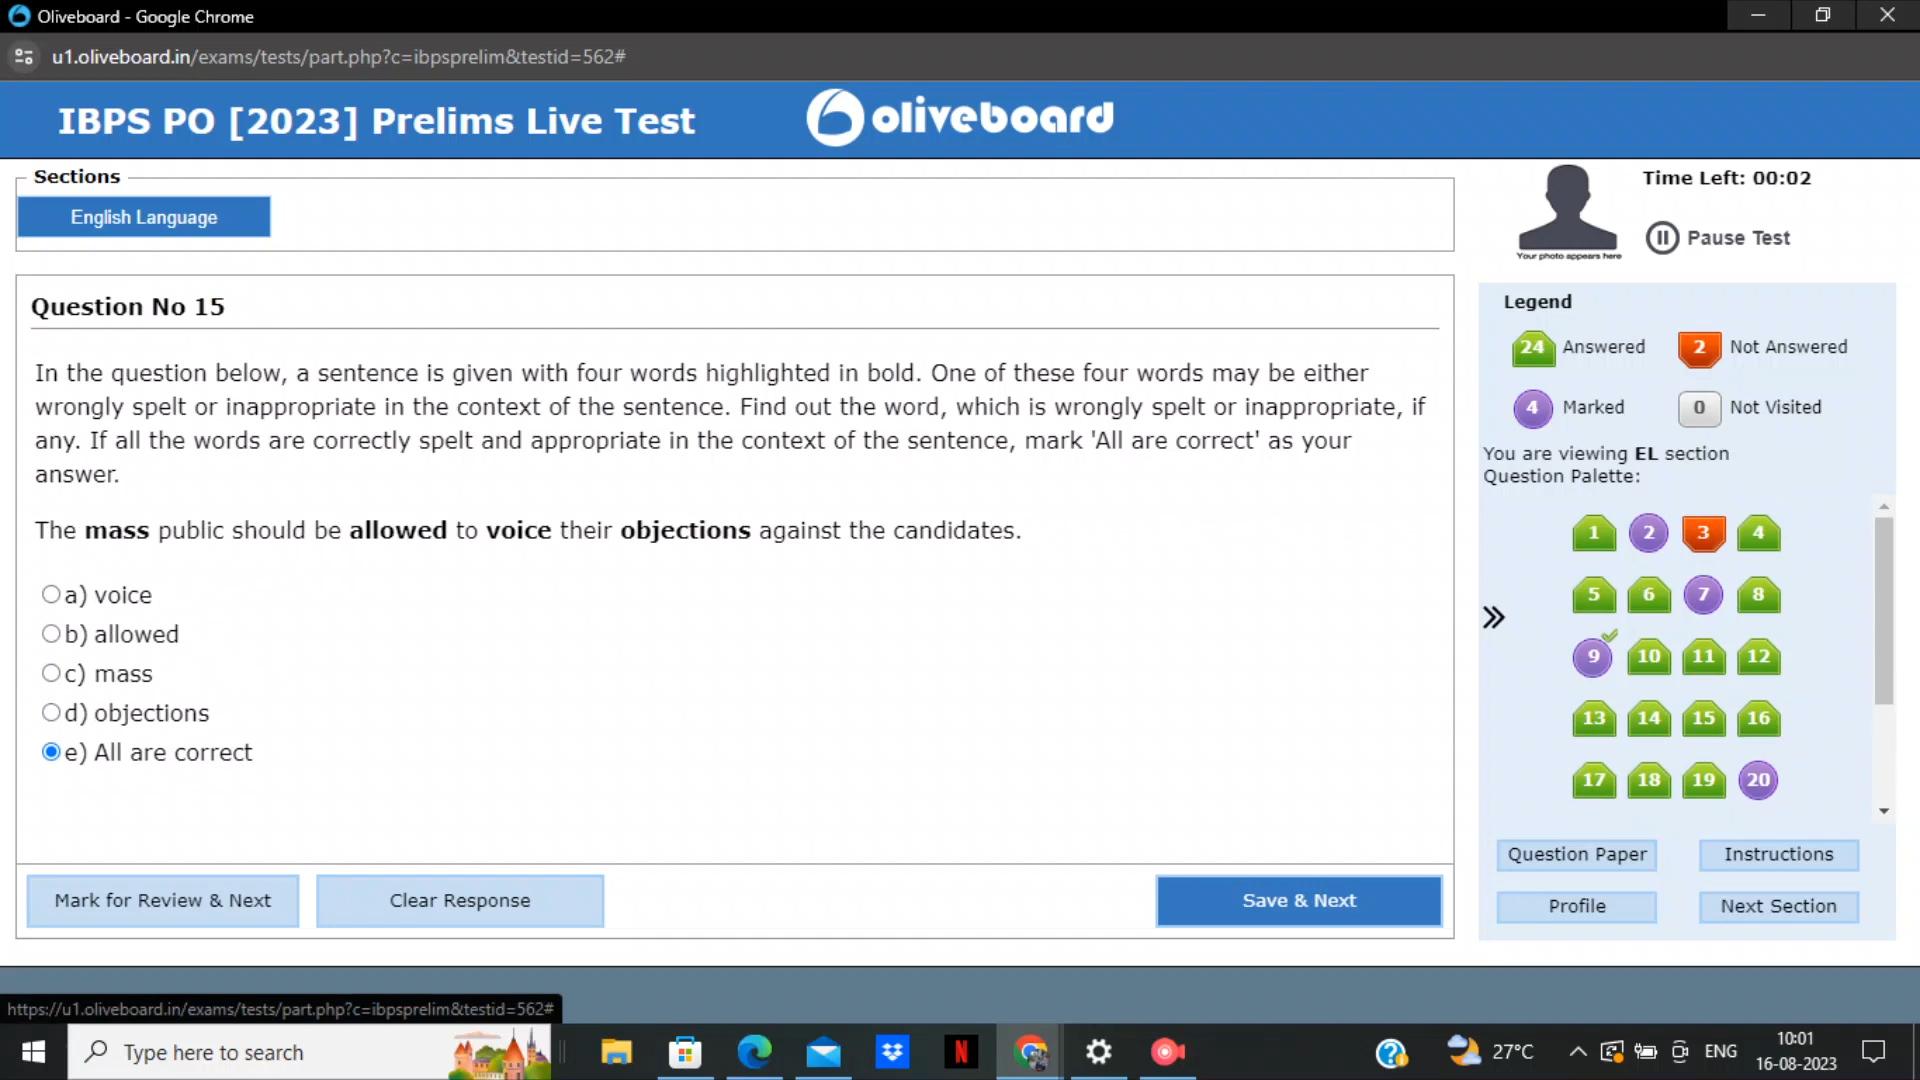 Oliveboard - Google Chrome
u1.oliveboard.in/exams/tests/part.php?c=ibpsprelim&testid=562#
IBPS PO [2023] Prelims Live Test
oliveboard
Sections
English Language
Time Left: 00:02
Pause Test
Your photo appears here
Question No 15
In the question below, a sentence is given with four words highlighted in bold. One of these four words may be either
wrongly spelt or inappropriate in the context of the sentence. Find out the word, which is wrongly spelt or inappropriate, if
any. If all the words are correctly spelt and appropriate in the context of the sentence, mark 'All are correct' as your
answer.
The mass public should be allowed to voice their objections against the candidates.
a) voice
b) allowed
c) mass
d) objections
e) All are correct
Mark for Review & Next
Clear Response
Save & Next
Legend
24 Answered
2 Not Answered
4 Marked
0 Not Visited
You are viewing EL section
Question Palette:
1 2 3 4
5 6 7 8
9 10 11 12
13 14 15 16
17 18 19 20
Question Paper
Instructions
Profile
Next Section
https://u1.oliveboard.in/exams/tests/part.php?c=ibpsprelim&testid=562#
Type here to search
N
27°C
ENG
10:01
16-08-2023